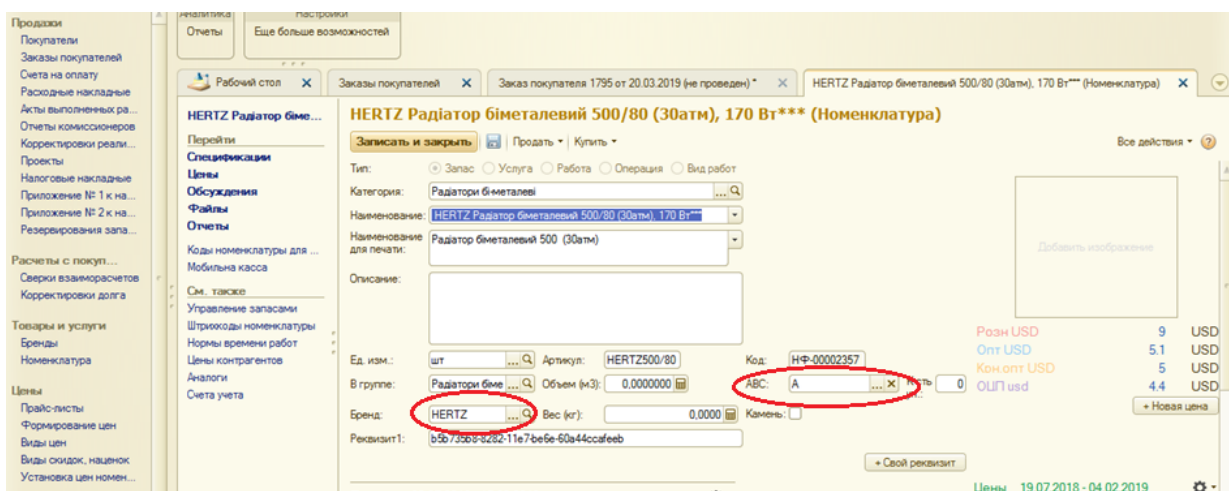 Продажи
Покупатели
Заказы покупателей
Счета на оплату
Расходные накладные
Акты выполненных ра...
Отчеты комиссионеров
Корректировки реали...
Проекты
Налоговые накладные
Приложение № 1 к на...
Приложение № 2 к на...
Резервирования запа...
Расчеты с покуп...
Сверки взаиморасчетов
Корректировки долга
Товары и услуги
Бренды
Номенклатура
Цены
Прайс-листы
Формирование цен
Виды цен
Виды скидок, наценок
Установка цен номен...
Аналитика
Настройки
Отчеты
Еще больше возможностей
Рабочий стол
Заказы покупателей
Заказ покупателя 1795 от 20.03.2019 (не проведен) *
HERTZ Радіатор біметалевий 500/80 (30атм), 170 Вт*** (Номенклатура)
HERTZ Радіатор біме...
Перейти
Спецификации
Цены
Обсуждения
Файлы
Отчеты
Коды номенклатуры для ...
Мобильна касса
См. также
Управление запасами
Штрихкоды номенклатуры
Нормы времени работ
Цены контрагентов
Аналоги
Счета учета
HERTZ Радіатор біметалевий 500/80 (30атм), 170 Вт*** (Номенклатура)
Записать и закрыть Продать Купить Все действия
Тип: Запас Услуга Работа Операция Вид работ
Категория: Радіатори бі-металеві
Наименование: HERTZ Радіатор біметалевий 500/80 (30атм), 170 Вт***
Наименование для печати: Радіатор біметалевий 500 (30атм)
Описание:
Добавить изображение
Ед. изм.: шт Артикул: HERTZ500/80 Код: НФ-00002357
В группе: Радіатори біме Объем (м3): 0,0000000 ABC: A 0
Бренд: HERTZ Вес (кг): 0,0000 Камень:
Реквизит1: b5b735b8-8282-11e7-be6e-60a44ccafeeb
+ Свой реквизит
Розн USD 9 USD
Опт USD 5.1 USD
Кон.опт USD 5 USD
ОЦП usd 4.4 USD
+ Новая цена
Цены 19.07.2018 - 04.02.2019